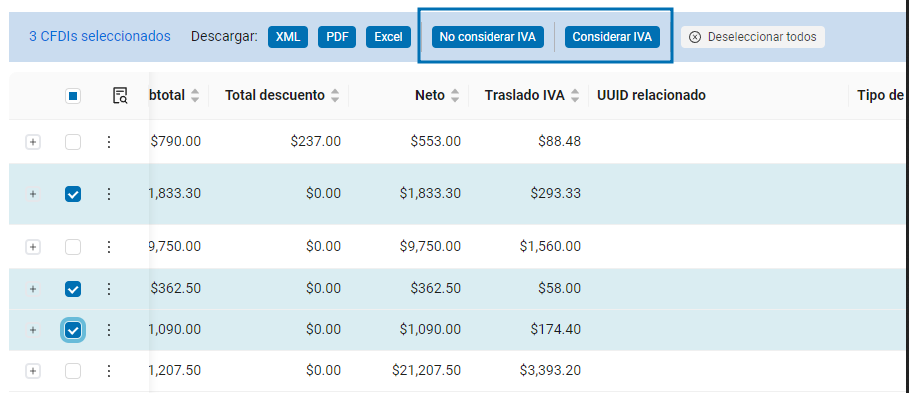 3 CFDIs seleccionados Descargar: XML PDF Excel No considerar IVA Considerar IVA Deseleccionar todos
btotal Total descuento Neto Traslado IVA UUID relacionado Tipo de
$790.00 $237.00 $553.00 $88.48
1,833.30 $0.00 $1,833.30 $293.33
9,750.00 $0.00 $9,750.00 $1,560.00
$362.50 $0.00 $362.50 $58.00
1,090.00 $0.00 $1,090.00 $174.40
1,207.50 $0.00 $21,207.50 $3,393.20